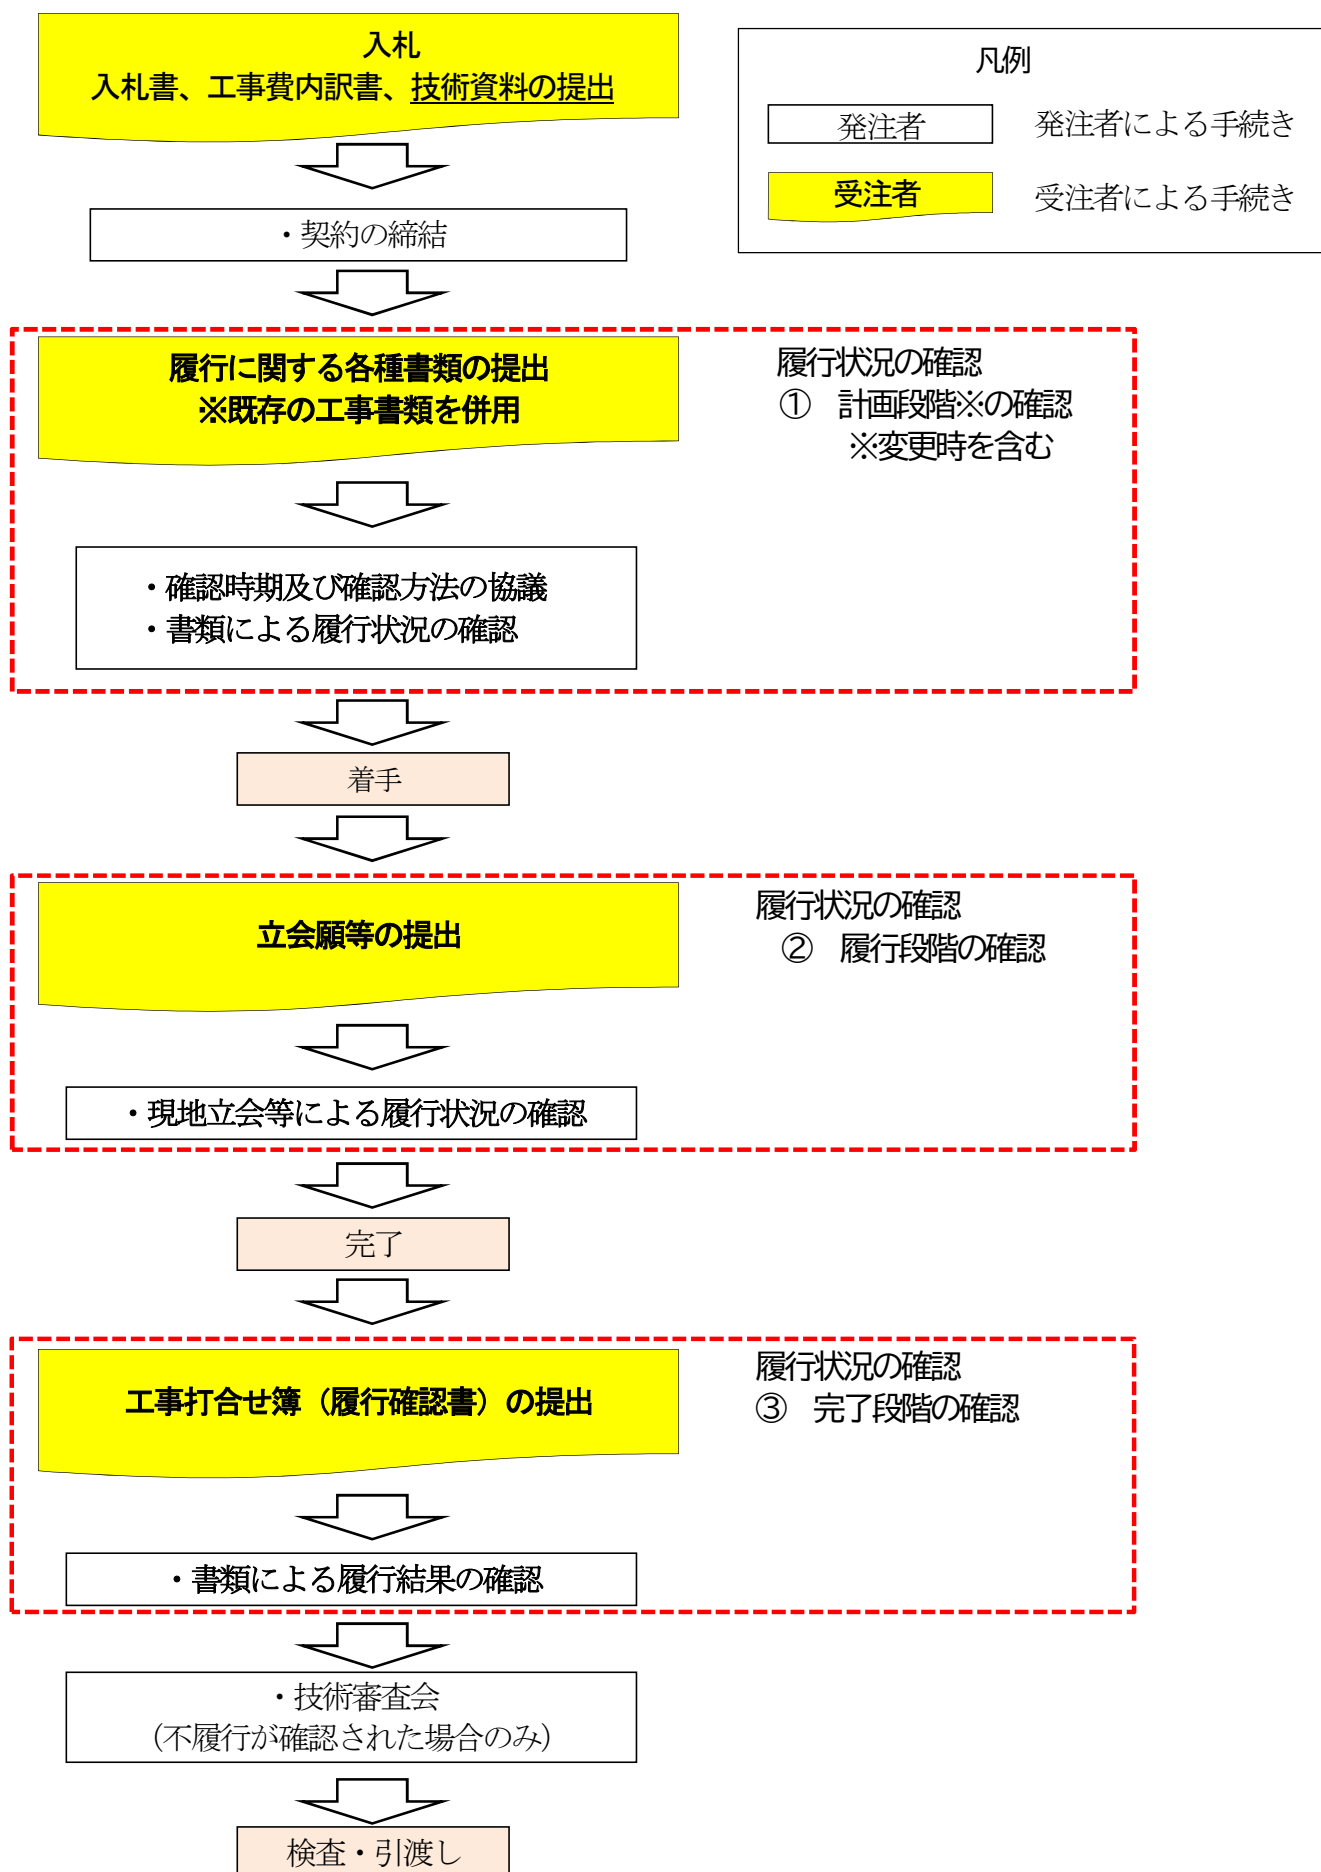 入札
入札書、工事費内訳書、技術資料の提出
凡例
発注者
発注者による手続き
受注者
受注者による手続き
・契約の締結
履行に関する各種書類の提出
※既存の工事書類を併用
履行状況の確認
① 計画段階※の確認
※変更時を含む
・確認時期及び確認方法の協議
・書類による履行状況の確認
着手
立会願等の提出
履行状況の確認
② 履行段階の確認
・現地立会等による履行状況の確認
完了
工事打合せ簿（履行確認書）の提出
履行状況の確認
③ 完了段階の確認
・書類による履行結果の確認
・技術審査会
（不履行が確認された場合のみ）
検査・引渡し